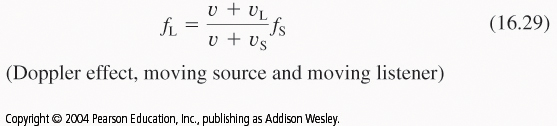 f_L = (v + v_L)/(v + v_S) f_S (16.29)
(Doppler effect, moving source and moving listener)
Copyright © 2004 Pearson Education, Inc., publishing as Addison Wesley.